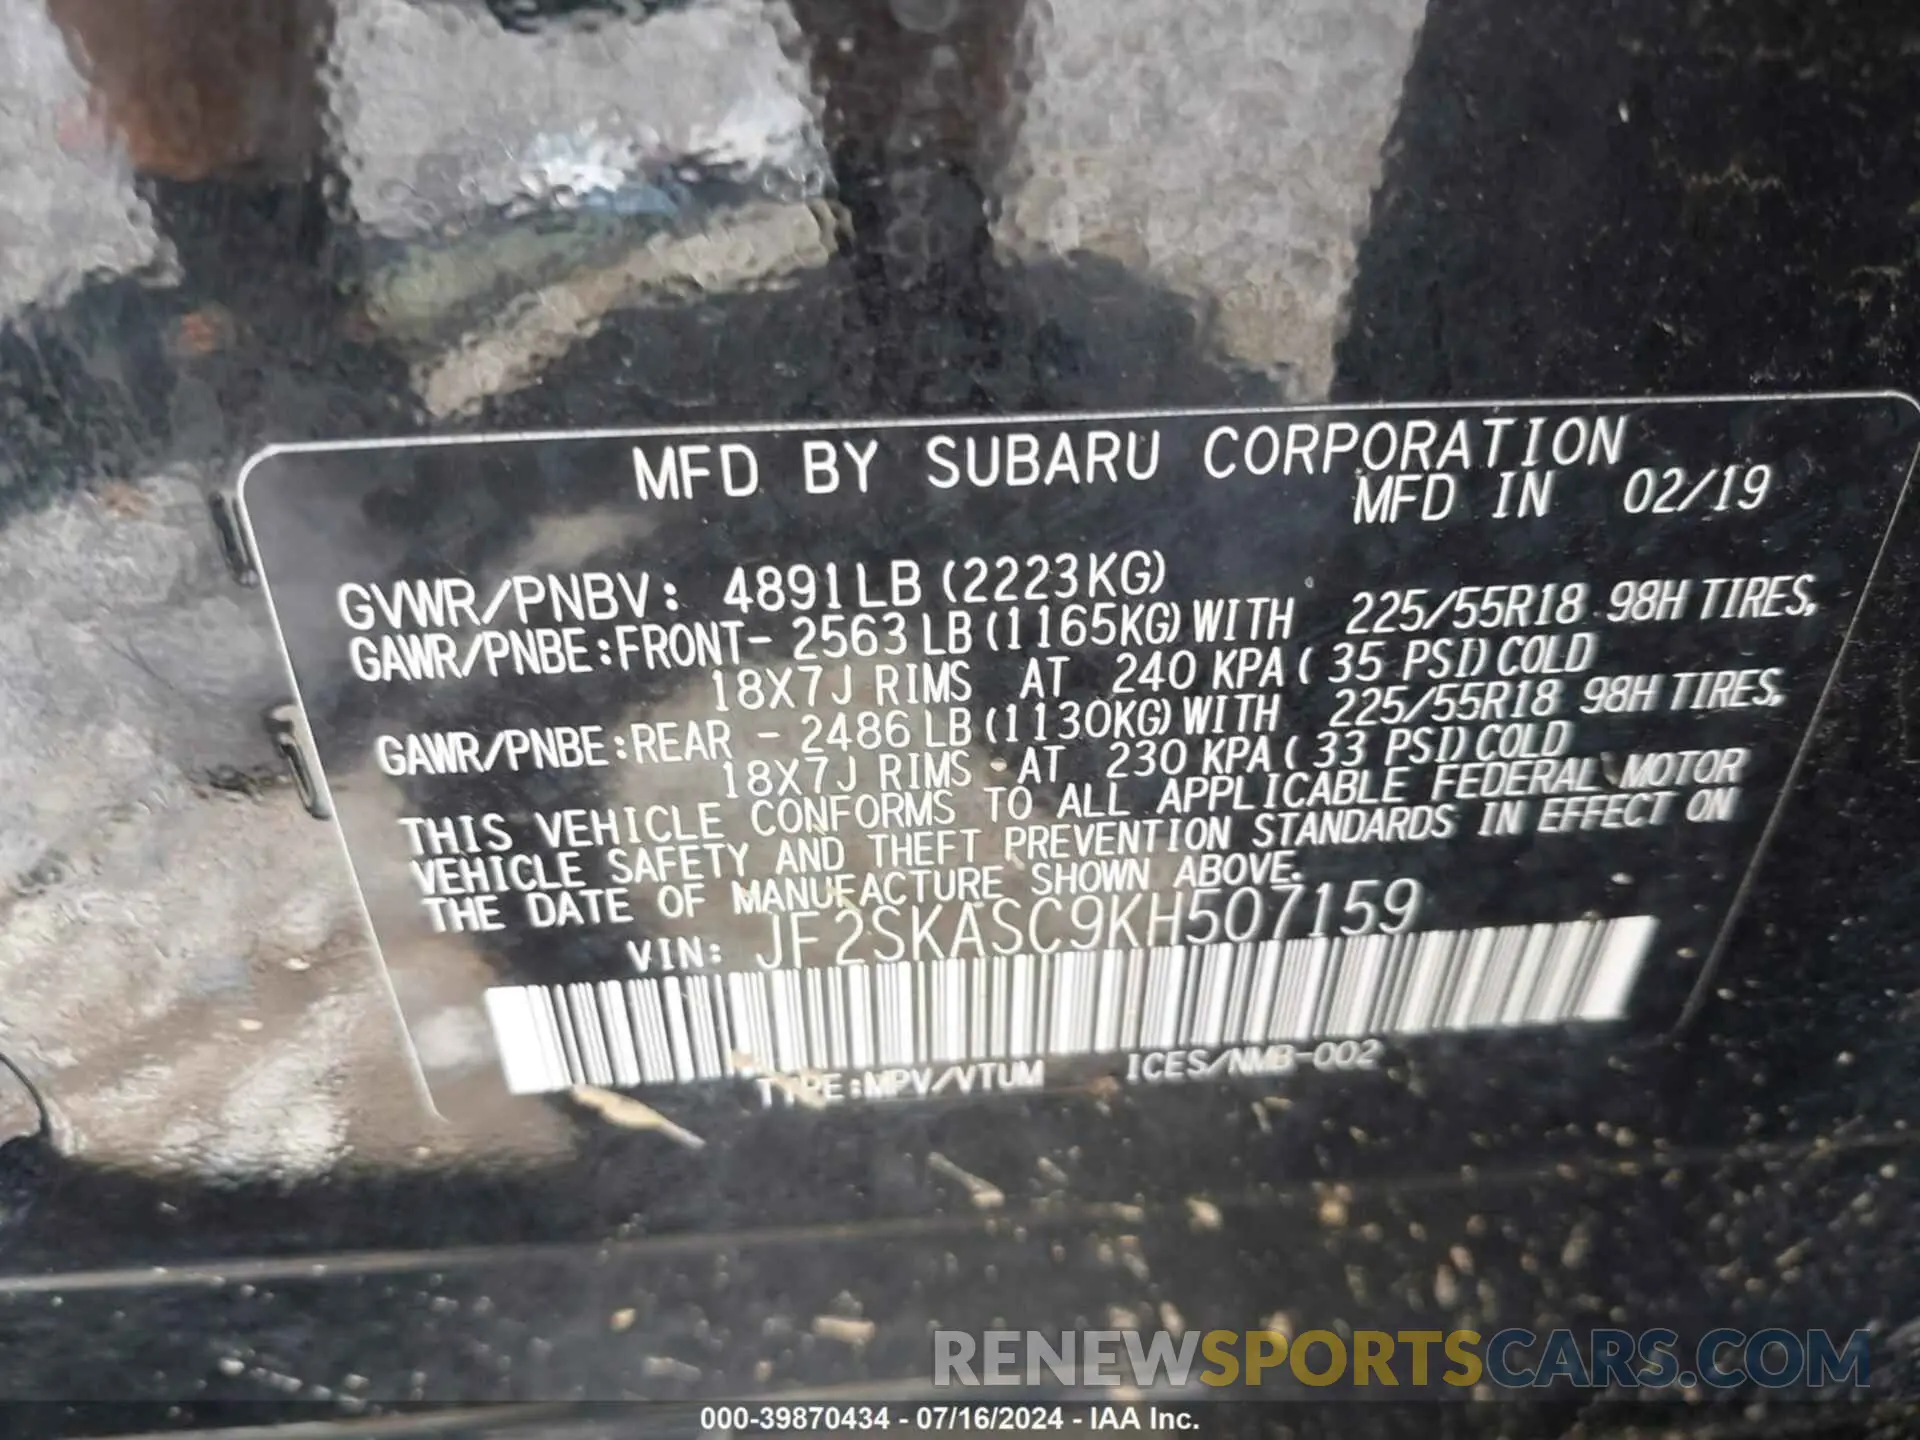 MFD BY SUBARU CORPORATION
MFD IN 02/19
GVWR/PNBV: 4891LB (2223KG)
GAWR/PNBE:FRONT- 2563 LB (1165KG) WITH 225/55R18 98H TIRES,
18X7J RIMS AT 240 KPA ( 35 PSI) COLD
GAWR/PNBE:REAR - 2486 LB (1130KG) WITH 225/55R18 98H TIRES,
18X7J RIMS AT 230 KPA ( 33 PSI) COLD
THIS VEHICLE CONFORMS TO ALL APPLICABLE FEDERAL MOTOR
VEHICLE SAFETY AND THEFT PREVENTION STANDARDS IN EFFECT ON
THE DATE OF MANUFACTURE SHOWN ABOVE.
VIN: JF2SKASC9KH507159
TYPE:MPV/VTUM ICES/NMB-002
RENEWSPORTSCARS.COM
000-39870434 - 07/16/2024 - IAA Inc.